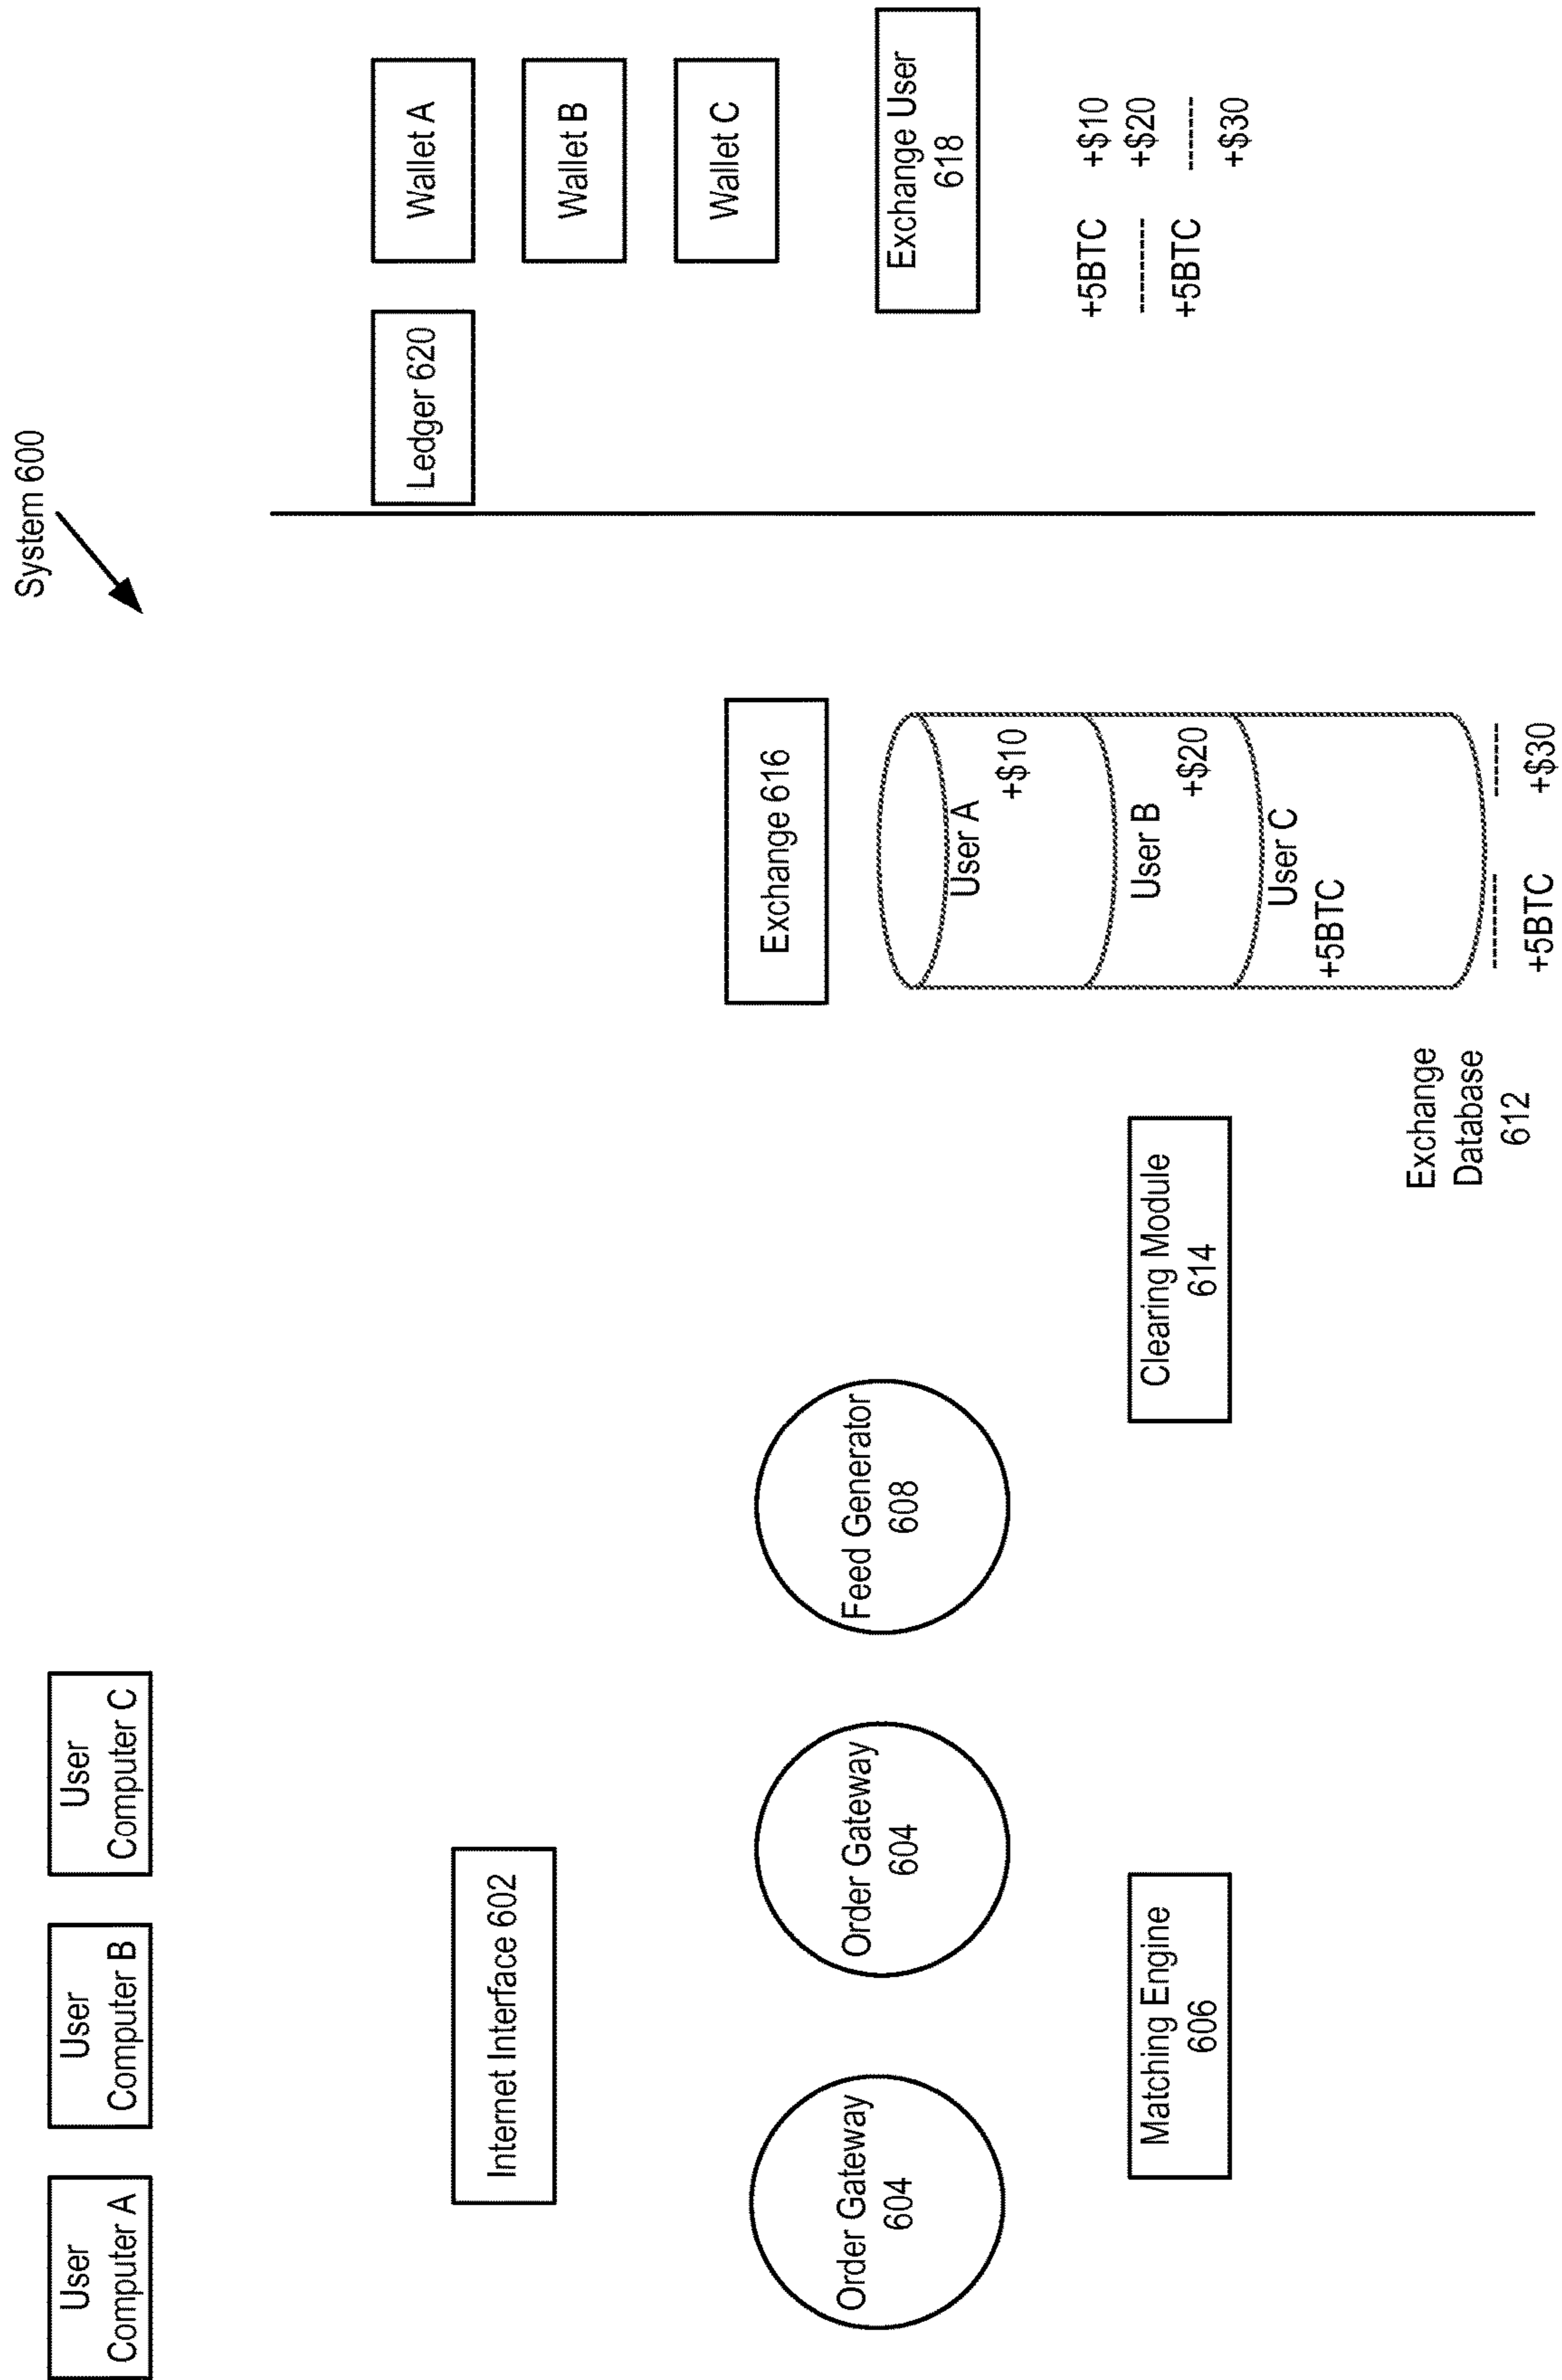 System 600
User
Computer A
User
Computer B
User
Computer C
Internet Interface 602
Order Gateway
604
Order Gateway
604
Feed Generator
608
Matching Engine
606
Clearing Module
614
Exchange 616
User A
+$10
User B
+$20
User C
+5BTC
--------
------
+5BTC
+$30
Exchange
Database
612
Ledger 620
Wallet A
Wallet B
Wallet C
Exchange User
618
+5BTC +$10
-------- +$20
+5BTC ------
+$30